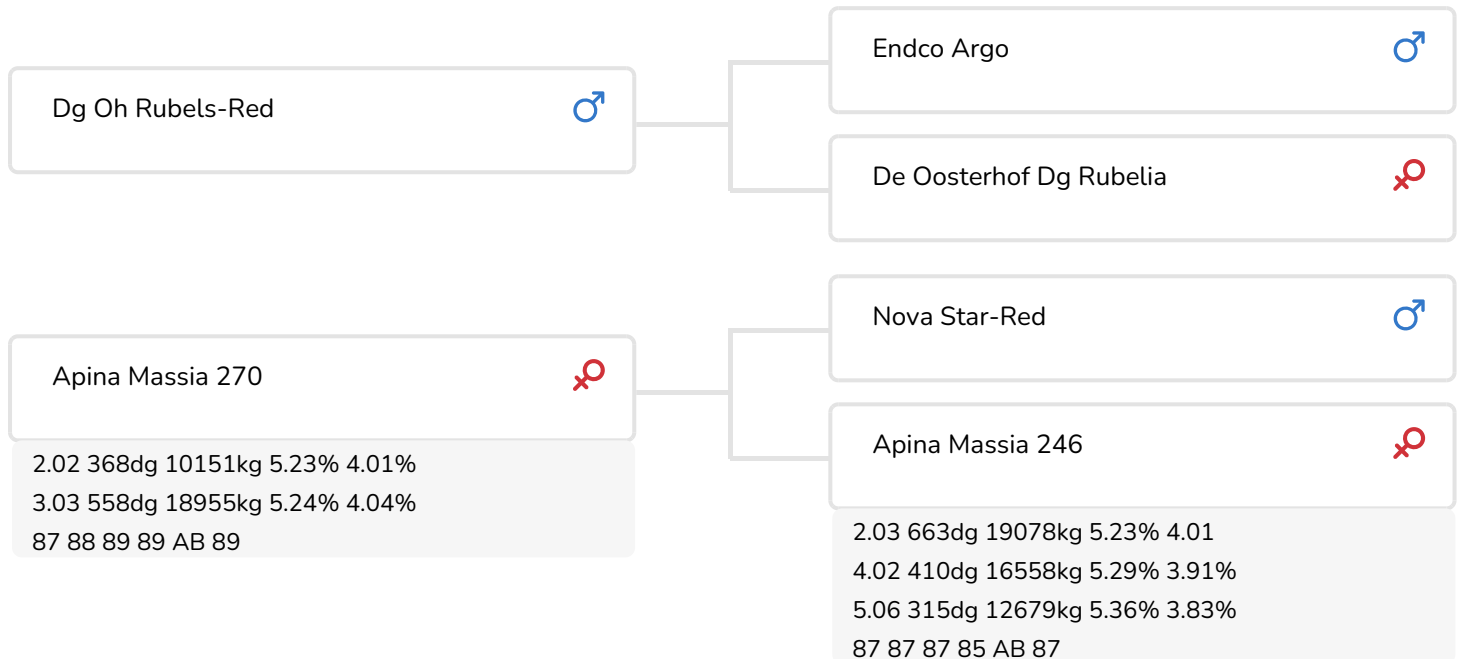 Dg Oh Rubels-Red
Endco Argo
De Oosterhof Dg Rubelia
Apina Massia 270
2.02 368dg 10151kg 5.23% 4.01%
3.03 558dg 18955kg 5.24% 4.04%
87 88 89 89 AB 89
Nova Star-Red
Apina Massia 246
2.03 663dg 19078kg 5.23% 4.01
4.02 410dg 16558kg 5.29% 3.91%
5.06 315dg 12679kg 5.36% 3.83%
87 87 87 85 AB 87